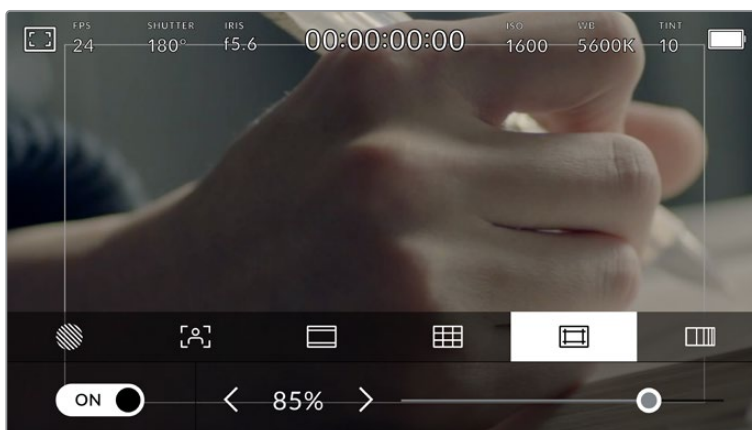 FPS SHUTTER IRIS ISO WB TINT
24 180° f5.6 00:00:00:00 1600 5600K 10
ON 85%